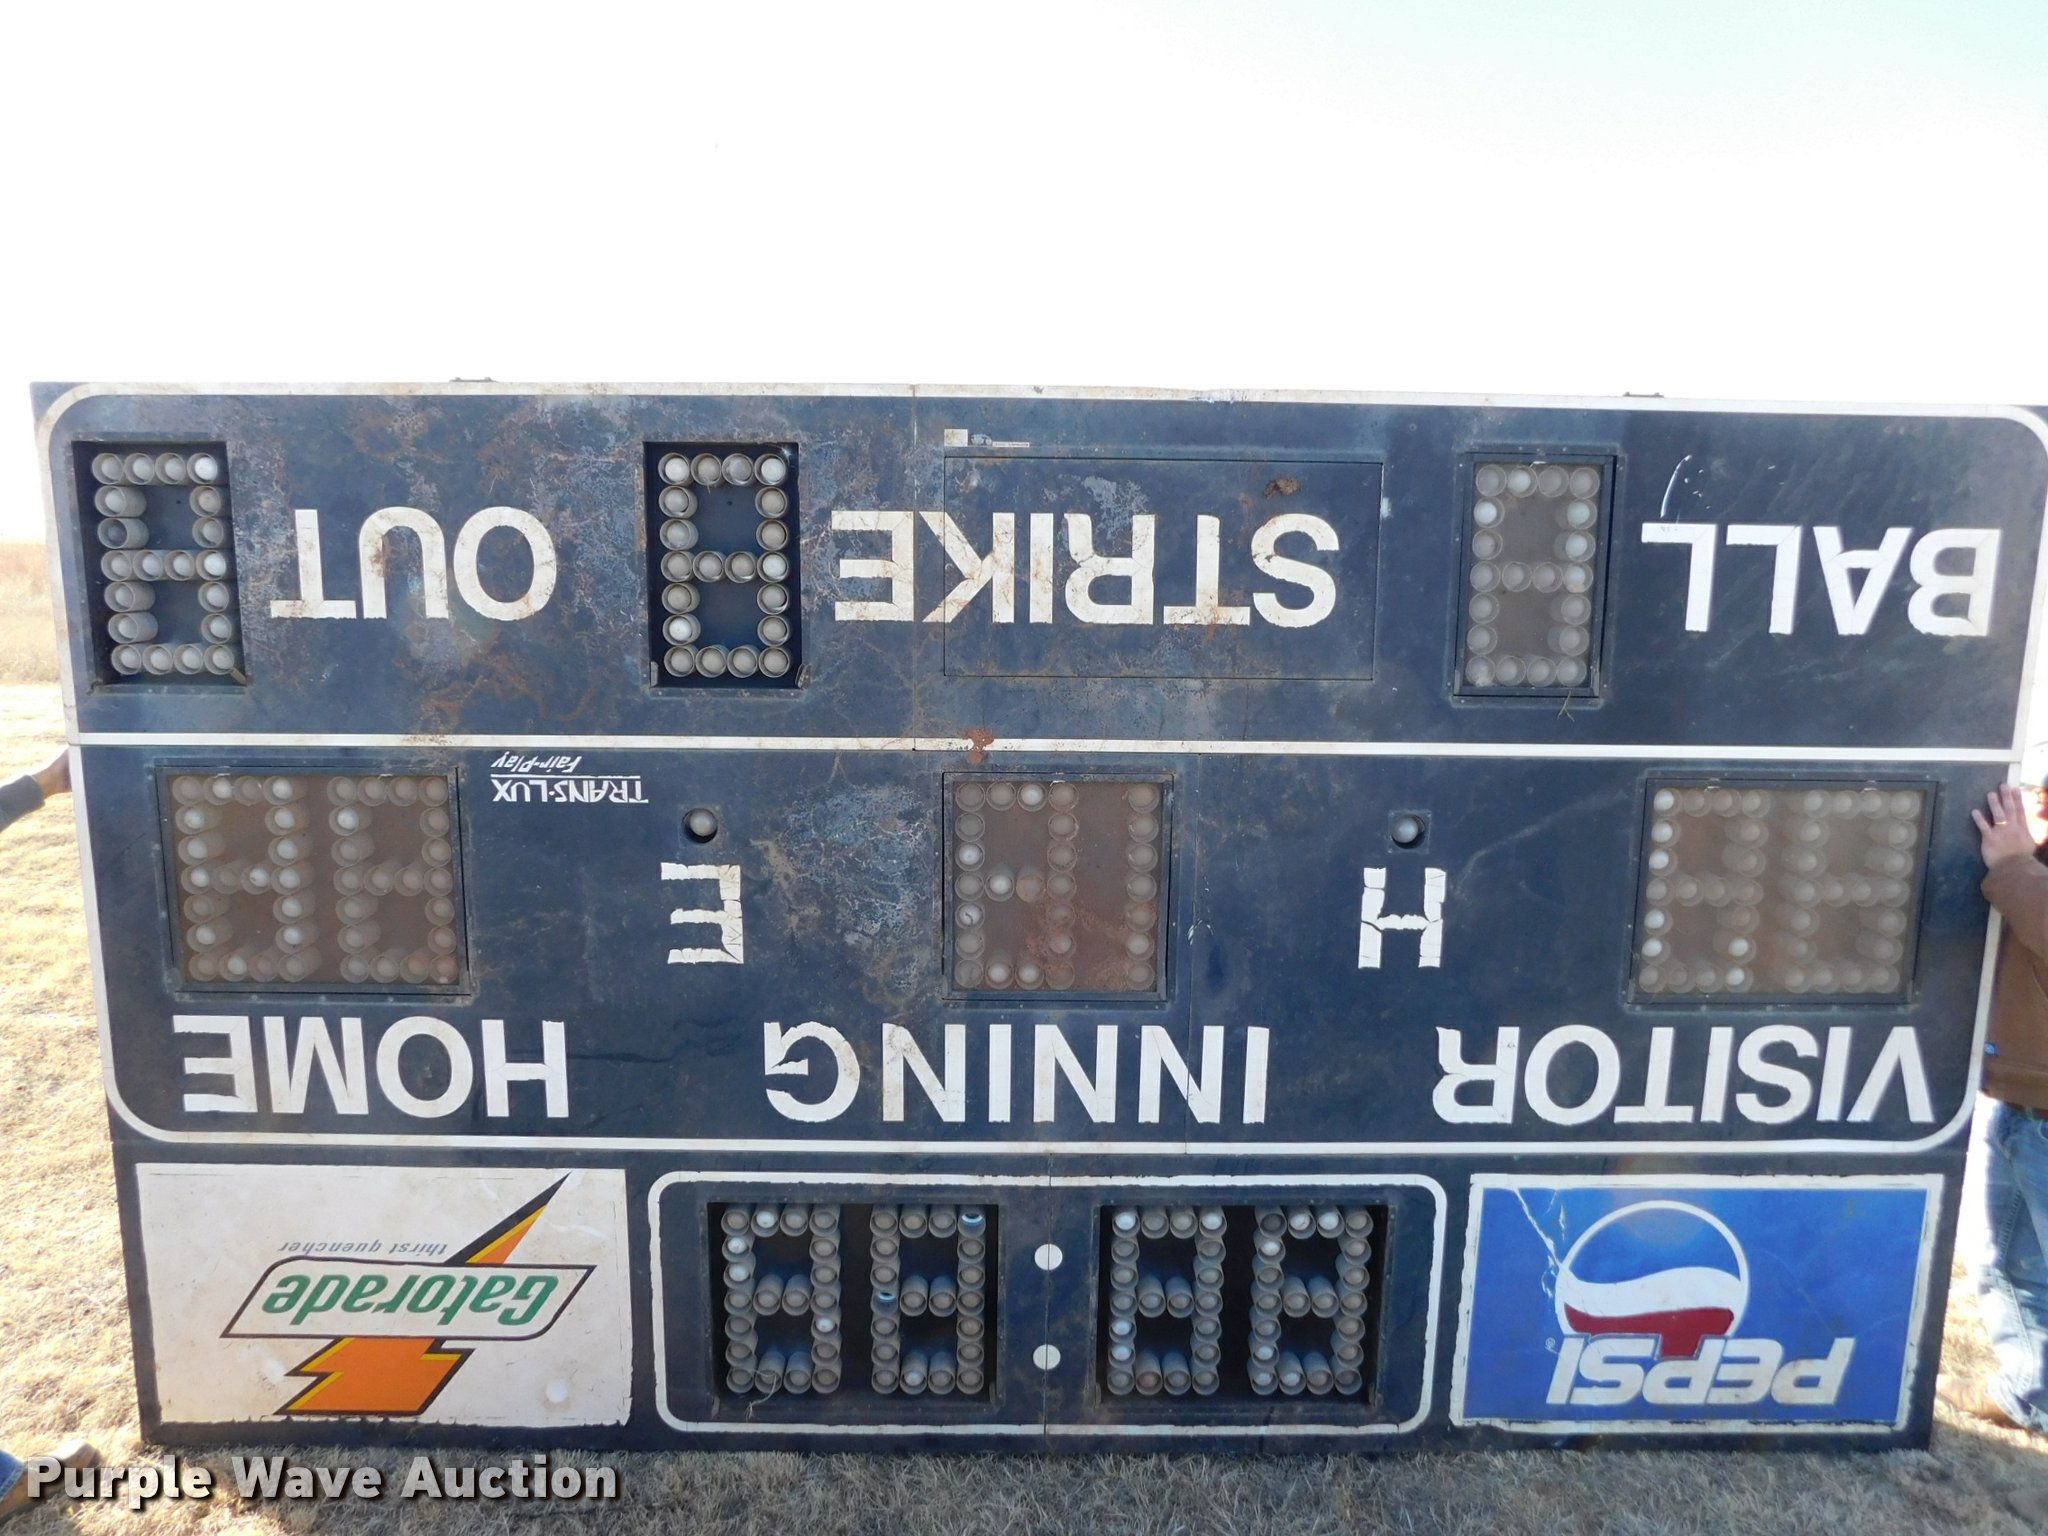 PEPSI®
Gatorade
thirst quencher
VISITOR INNING HOME
H E
TRANS-LUX
Fair-Play
BALL STRIKE OUT
Purple Wave Auction